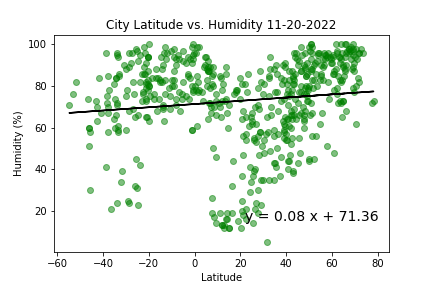 City Latitude vs. Humidity 11-20-2022
Humidity (%)
100
80
60
40
20
y = 0.08 x + 71.36
−60 −40 −20 0 20 40 60 80
Latitude